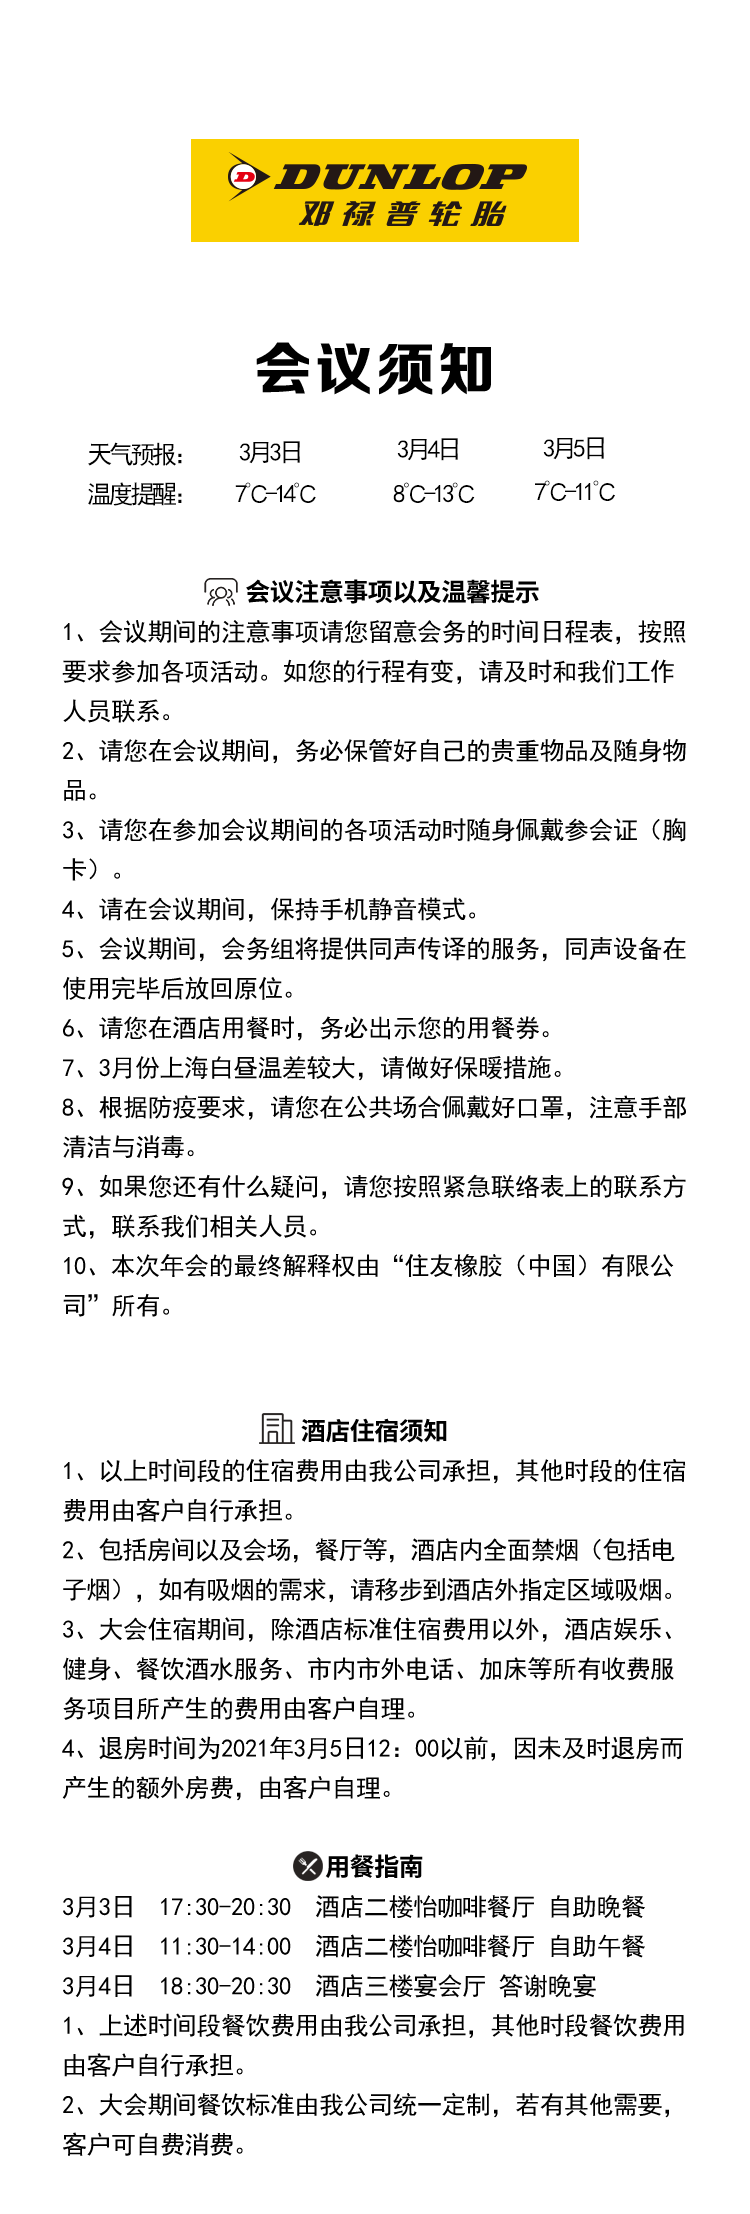 DUNLOP
邓禄普轮胎
会议须知
天气预报： 3月3日 3月4日 3月5日
温度提醒： 7℃-14℃ 8℃-13℃ 7℃-11℃
会议注意事项以及温馨提示
1、会议期间的注意事项请您留意会务的时间日程表，按照
要求参加各项活动。如您的行程有变，请及时和我们工作
人员联系。
2、请您在会议期间，务必保管好自己的贵重物品及随身物
品。
3、请您在参加会议期间的各项活动时随身佩戴参会证（胸
卡）。
4、请在会议期间，保持手机静音模式。
5、会议期间，会务组将提供同声传译的服务，同声设备在
使用完毕后放回原位。
6、请您在酒店用餐时，务必出示您的用餐券。
7、3月份上海白昼温差较大，请做好保暖措施。
8、根据防疫要求，请您在公共场合佩戴好口罩，注意手部
清洁与消毒。
9、如果您还有什么疑问，请您按照紧急联络表上的联系方
式，联系我们相关人员。
10、本次年会的最终解释权由“住友橡胶（中国）有限公
司”所有。
酒店住宿须知
1、以上时间段的住宿费用由我公司承担，其他时段的住宿
费用由客户自行承担。
2、包括房间以及会场，餐厅等，酒店内全面禁烟（包括电
子烟），如有吸烟的需求，请移步到酒店外指定区域吸烟。
3、大会住宿期间，除酒店标准住宿费用以外，酒店娱乐、
健身、餐饮酒水服务、市内市外电话、加床等所有收费服
务项目所产生的费用由客户自理。
4、退房时间为2021年3月5日12：00以前，因未及时退房而
产生的额外房费，由客户自理。
用餐指南
3月3日 17:30-20:30 酒店二楼怡咖啡餐厅 自助晚餐
3月4日 11:30-14:00 酒店二楼怡咖啡餐厅 自助午餐
3月4日 18:30-20:30 酒店三楼宴会厅 答谢晚宴
1、上述时间段餐饮费用由我公司承担，其他时段餐饮费用
由客户自行承担。
2、大会期间餐饮标准由我公司统一定制，若有其他需要，
客户可自费消费。